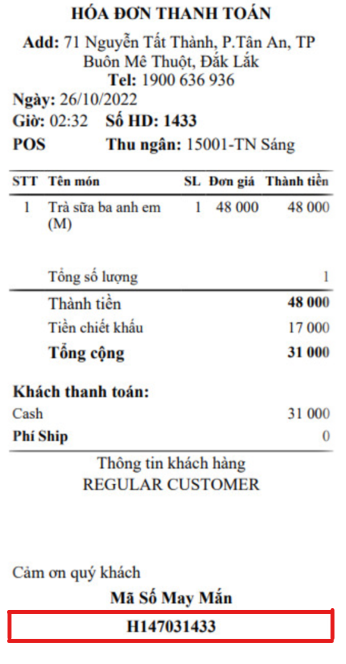 HÓA ĐƠN THANH TOÁN
Add: 71 Nguyễn Tất Thành, P.Tân An, TP
Buôn Mê Thuột, Đắk Lắk
Tel: 1900 636 936
Ngày: 26/10/2022
Giờ: 02:32 Số HD: 1433
POS Thu ngân: 15001-TN Sáng
STT Tên món SL Đơn giá Thành tiền
1 Trà sữa ba anh em 1 48 000 48 000
(M)
Tổng số lượng 1
Thành tiền 48 000
Tiền chiết khấu 17 000
Tổng cộng 31 000
Khách thanh toán:
Cash 31 000
Phí Ship 0
Thông tin khách hàng
REGULAR CUSTOMER
Cảm ơn quý khách
Mã Số May Mắn
H147031433